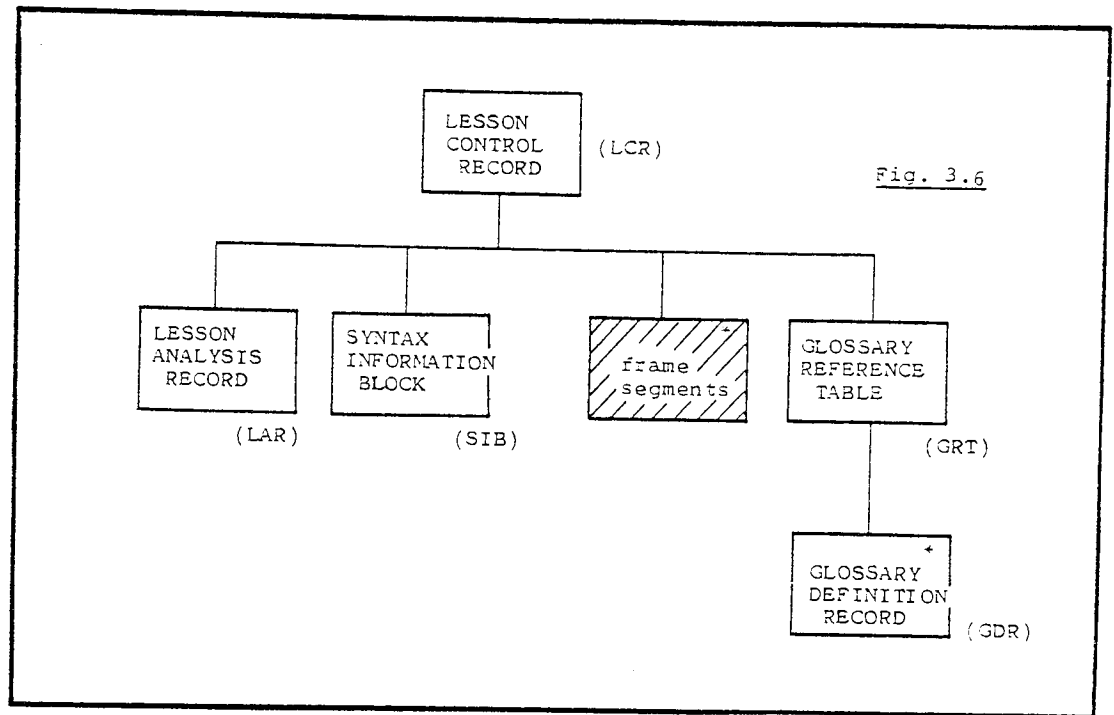 LESSON
CONTROL
RECORD
(LCR)
Fig. 3.6
LESSON
ANALYSIS
RECORD
(LAR)
SYNTAX
INFORMATION
BLOCK
(SIB)
+
frame
segments
GLOSSARY
REFERENCE
TABLE
(GRT)
+
GLOSSARY
DEFINITION
RECORD
(GDR)